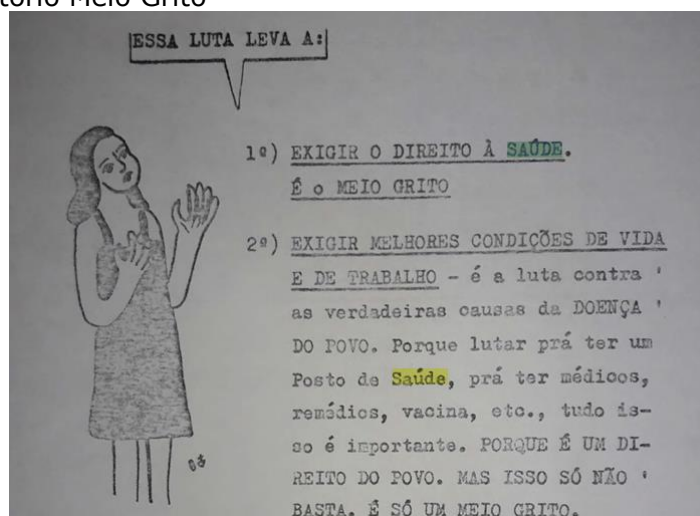 tório Meio Grito
ESSA LUTA LEVA A:
1º) EXIGIR O DIREITO À SAÚDE.
É o MEIO GRITO
2º) EXIGIR MELHORES CONDIÇÕES DE VIDA
E DE TRABALHO - é a luta contra '
as verdadeiras causas da DOENÇA '
DO POVO. Porque lutar prá ter um
Posto de Saúde, prá ter médicos,
remédios, vacina, etc., tudo is-
so é importante. PORQUE É UM DI-
REITO DO POVO. MAS ISSO SÓ NÃO '
BASTA. É SÓ UM MEIO GRITO.